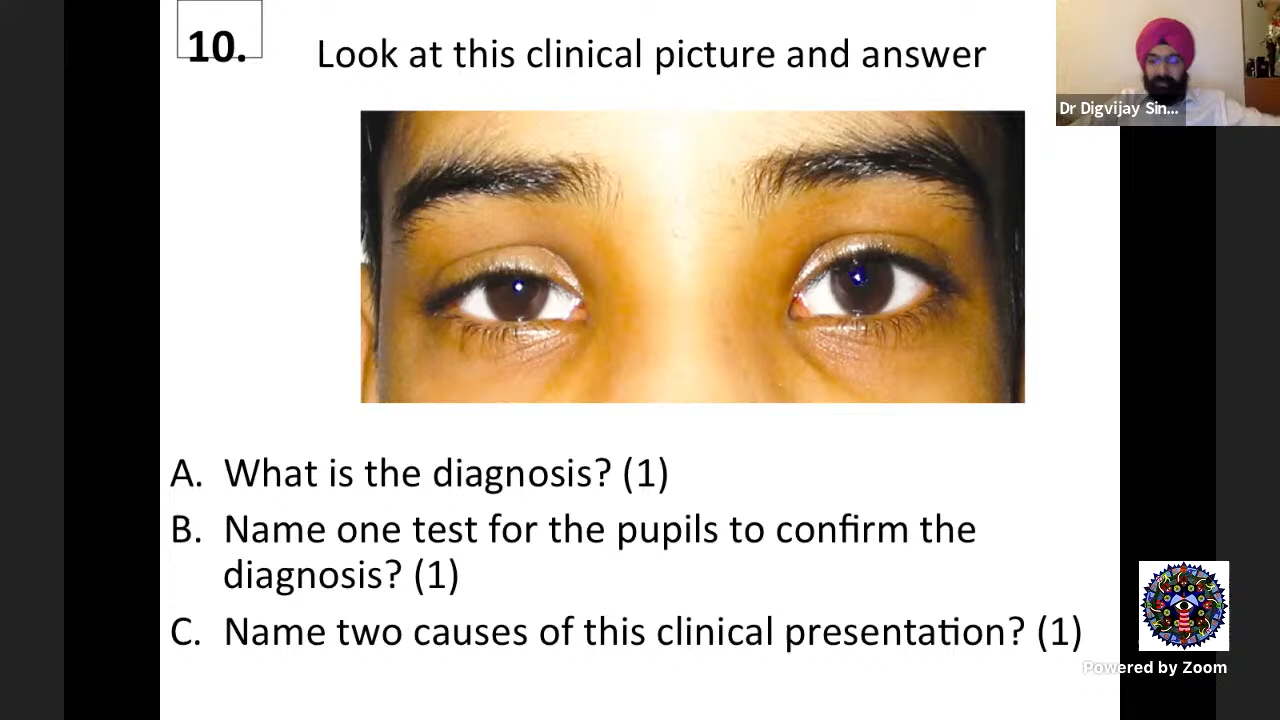 10.
Look at this clinical picture and answer
Dr Digvijay Sin...
A. What is the diagnosis? (1)
B. Name one test for the pupils to confirm the
diagnosis? (1)
C. Name two causes of this clinical presentation? (1)
Powered by Zoom